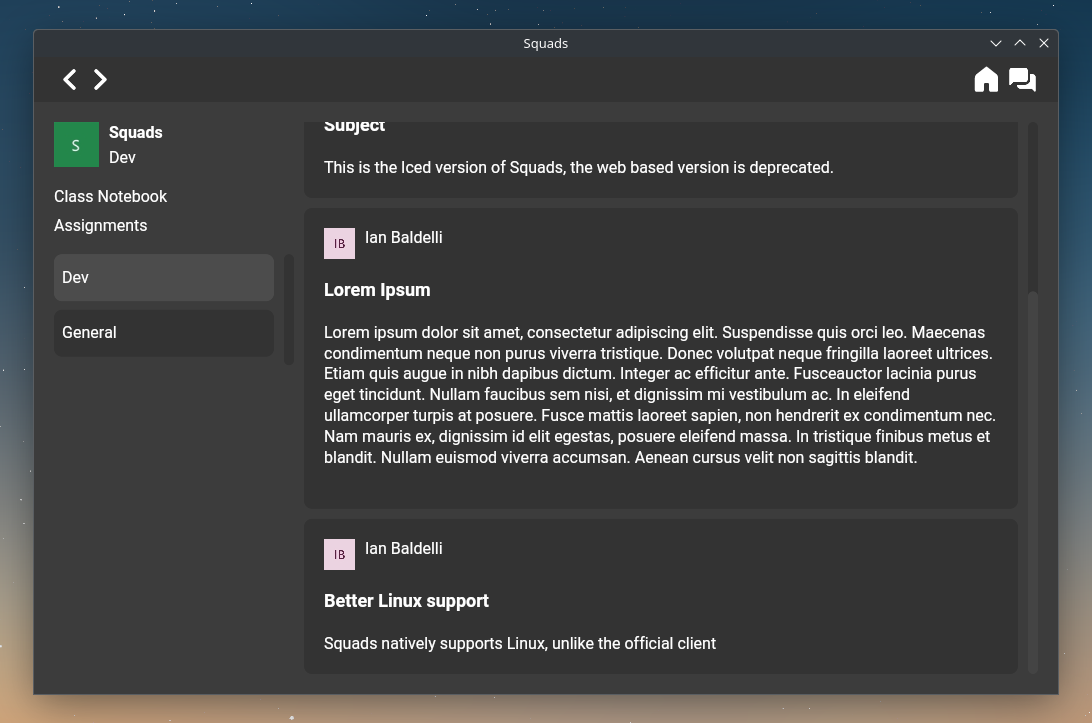 Squads
S
Squads
Dev
Class Notebook
Assignments
Dev
General
Subject
This is the Iced version of Squads, the web based version is deprecated.
IB
Ian Baldelli
Lorem Ipsum
Lorem ipsum dolor sit amet, consectetur adipiscing elit. Suspendisse quis orci leo. Maecenas
condimentum neque non purus viverra tristique. Donec volutpat neque fringilla laoreet ultrices.
Etiam quis augue in nibh dapibus dictum. Integer ac efficitur ante. Fusceauctor lacinia purus
eget tincidunt. Nullam faucibus sem nisi, et dignissim mi vestibulum ac. In eleifend
ullamcorper turpis at posuere. Fusce mattis laoreet sapien, non hendrerit ex condimentum nec.
Nam mauris ex, dignissim id elit egestas, posuere eleifend massa. In tristique finibus metus et
blandit. Nullam euismod viverra accumsan. Aenean cursus velit non sagittis blandit.
IB
Ian Baldelli
Better Linux support
Squads natively supports Linux, unlike the official client